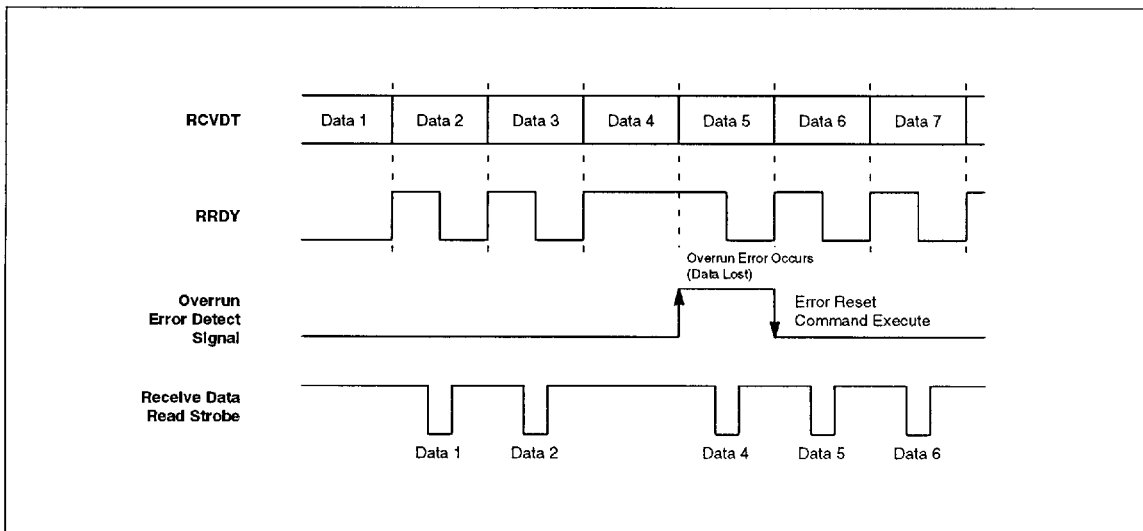 RCVDT
Data 1
Data 2
Data 3
Data 4
Data 5
Data 6
Data 7
RRDY
Overrun Error Occurs
(Data Lost)
Overrun
Error Detect
Signal
Error Reset
Command Execute
Receive Data
Read Strobe
Data 1
Data 2
Data 4
Data 5
Data 6